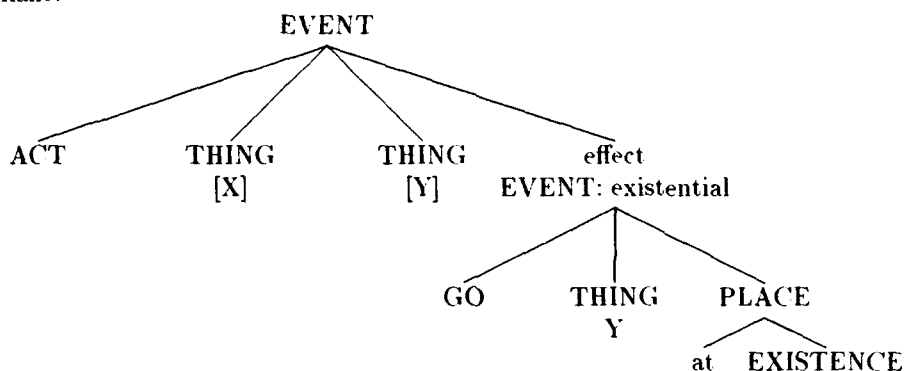 EVENT
ACT THING THING effect
[X] [Y] EVENT: existential
GO THING PLACE
Y
at EXISTENCE